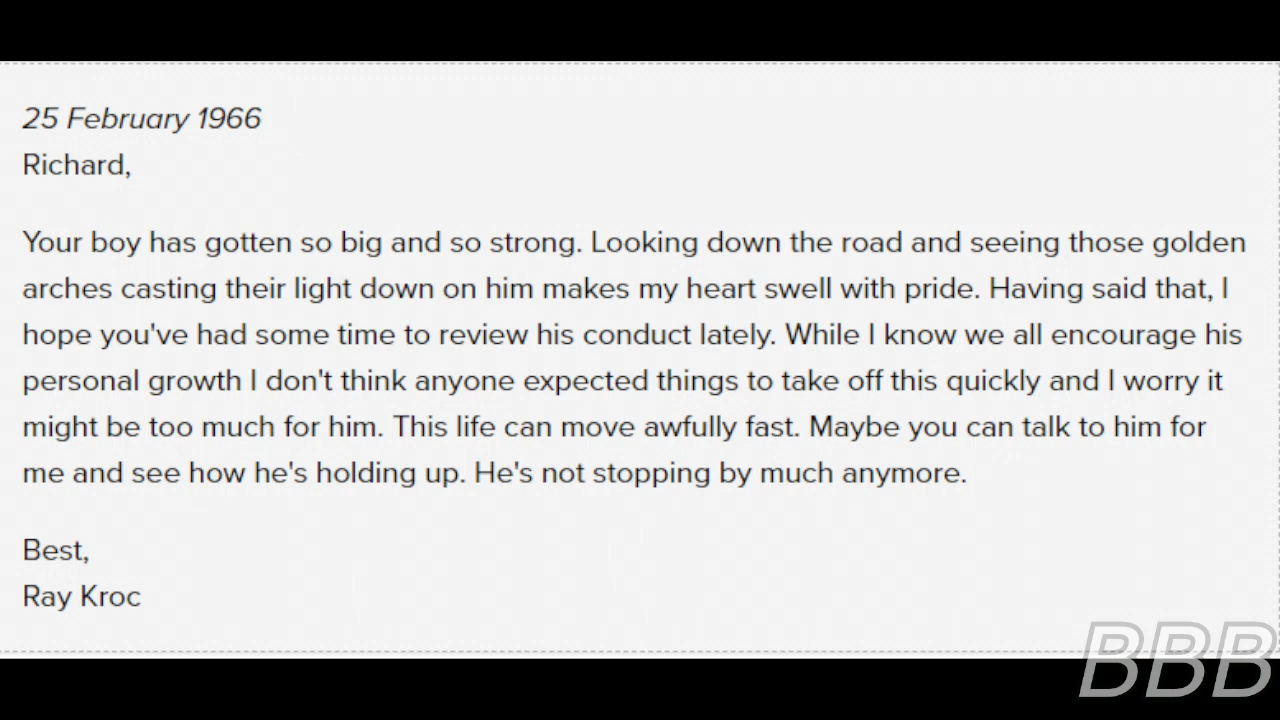 25 February 1966
Richard,
Your boy has gotten so big and so strong. Looking down the road and seeing those golden
arches casting their light down on him makes my heart swell with pride. Having said that, I
hope you've had some time to review his conduct lately. While I know we all encourage his
personal growth I don't think anyone expected things to take off this quickly and I worry it
might be too much for him. This life can move awfully fast. Maybe you can talk to him for
me and see how he's holding up. He's not stopping by much anymore.
Best,
Ray Kroc
BBB